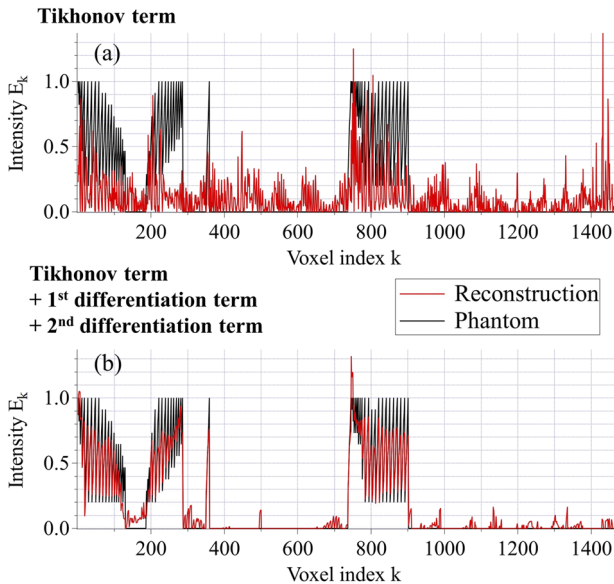 Tikhonov term
(a)
Intensity Eₖ
1.0
0.5
0.0
200 400 600 800 1000 1200 1400
Voxel index k
Tikhonov term
+ 1ˢᵗ differentiation term
+ 2ⁿᵈ differentiation term
Reconstruction
Phantom
(b)
Intensity Eₖ
1.0
0.5
0.0
200 400 600 800 1000 1200 1400
Voxel index k